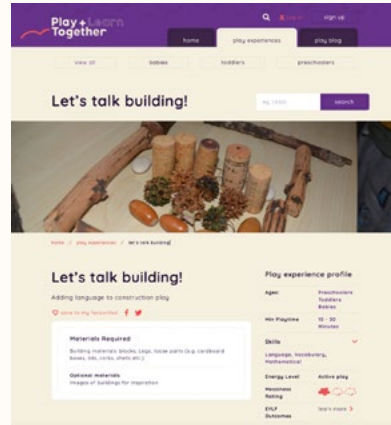 Play + Learn
Together
log in
sign up
home
play experiences
play blog
view all
babies
toddlers
preschoolers
Let's talk building!
eg. LEGO
search
home / play experiences / let's talk building!
Let's talk building!
Adding language to construction play
save to my favourites
Materials Required
Building materials: blocks, Lego, loose parts (e.g. cardboard
boxes, lids, corks, shells etc.)
Optional materials
Images of buildings for inspiration
Play experience profile
Ages: Preschoolers
Toddlers
Babies
Min Playtime 15 - 30
Minutes
Skills
Language, Vocabulary,
Mathematical
Energy Level Active play
Messiness
Rating
EYLF
Outcomes learn more